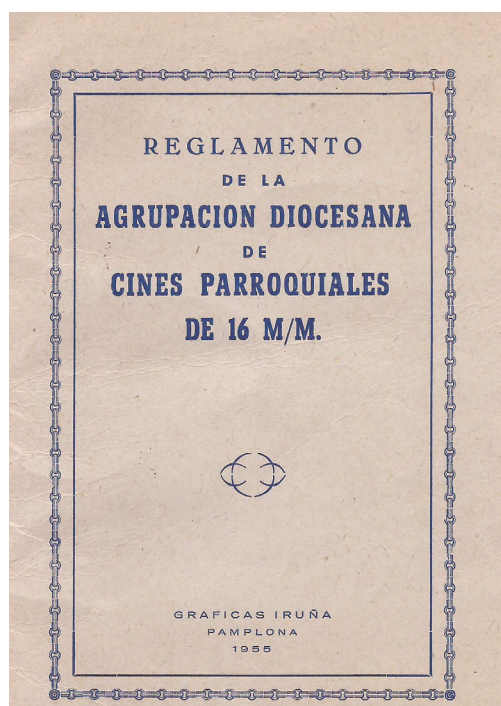 REGLAMENTO
DE LA
AGRUPACION DIOCESANA
DE
CINES PARROQUIALES
DE 16 M/M.
GRAFICAS IRUÑA
PAMPLONA
1955